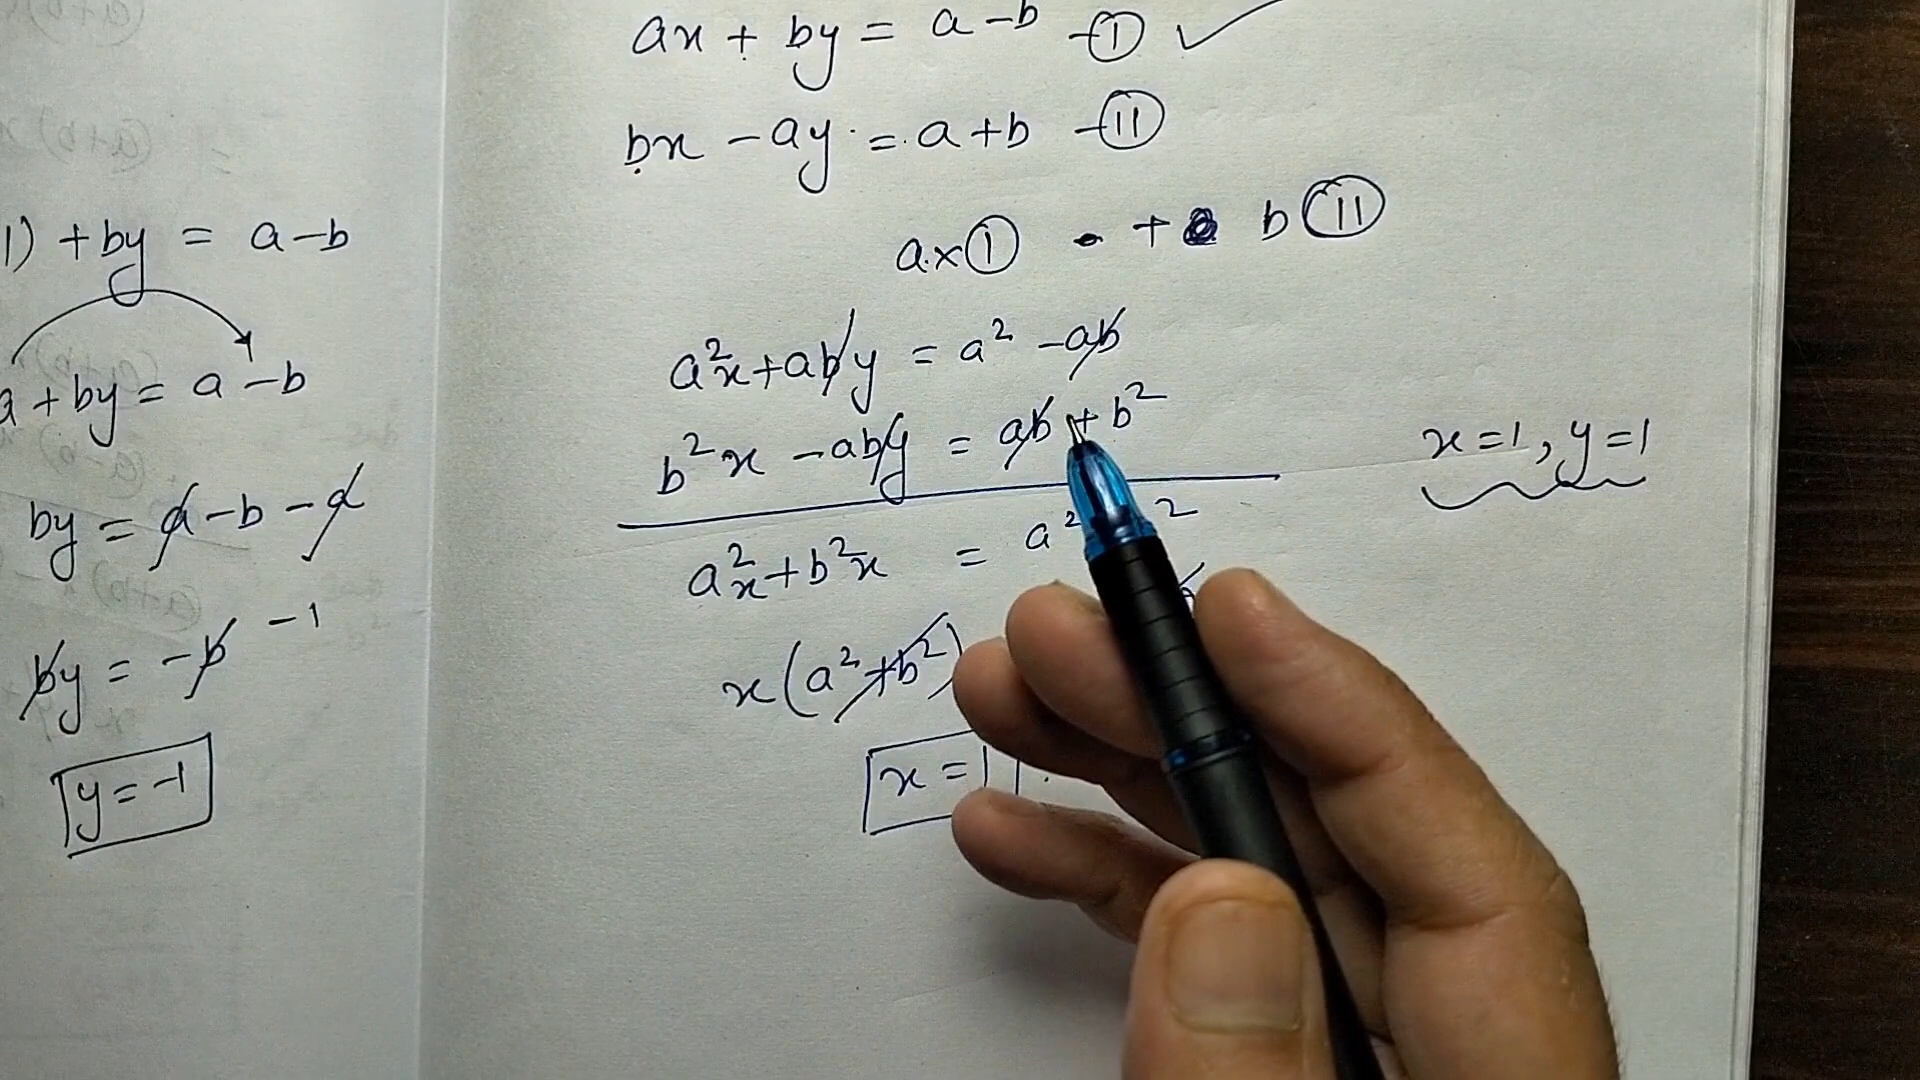 ax + by = a - b - ①
bx - ay = a + b - ⑪
a × ① - + b ⑪
a²x + aby = a² - ab
b²x - aby = ab + b²
a²x + b²x = a² ²
x(a² + b²)
x = 1
x = 1, y = 1
1) + by = a - b
a + by = a - b
by = a - b - a
by = -b -1
y = -1